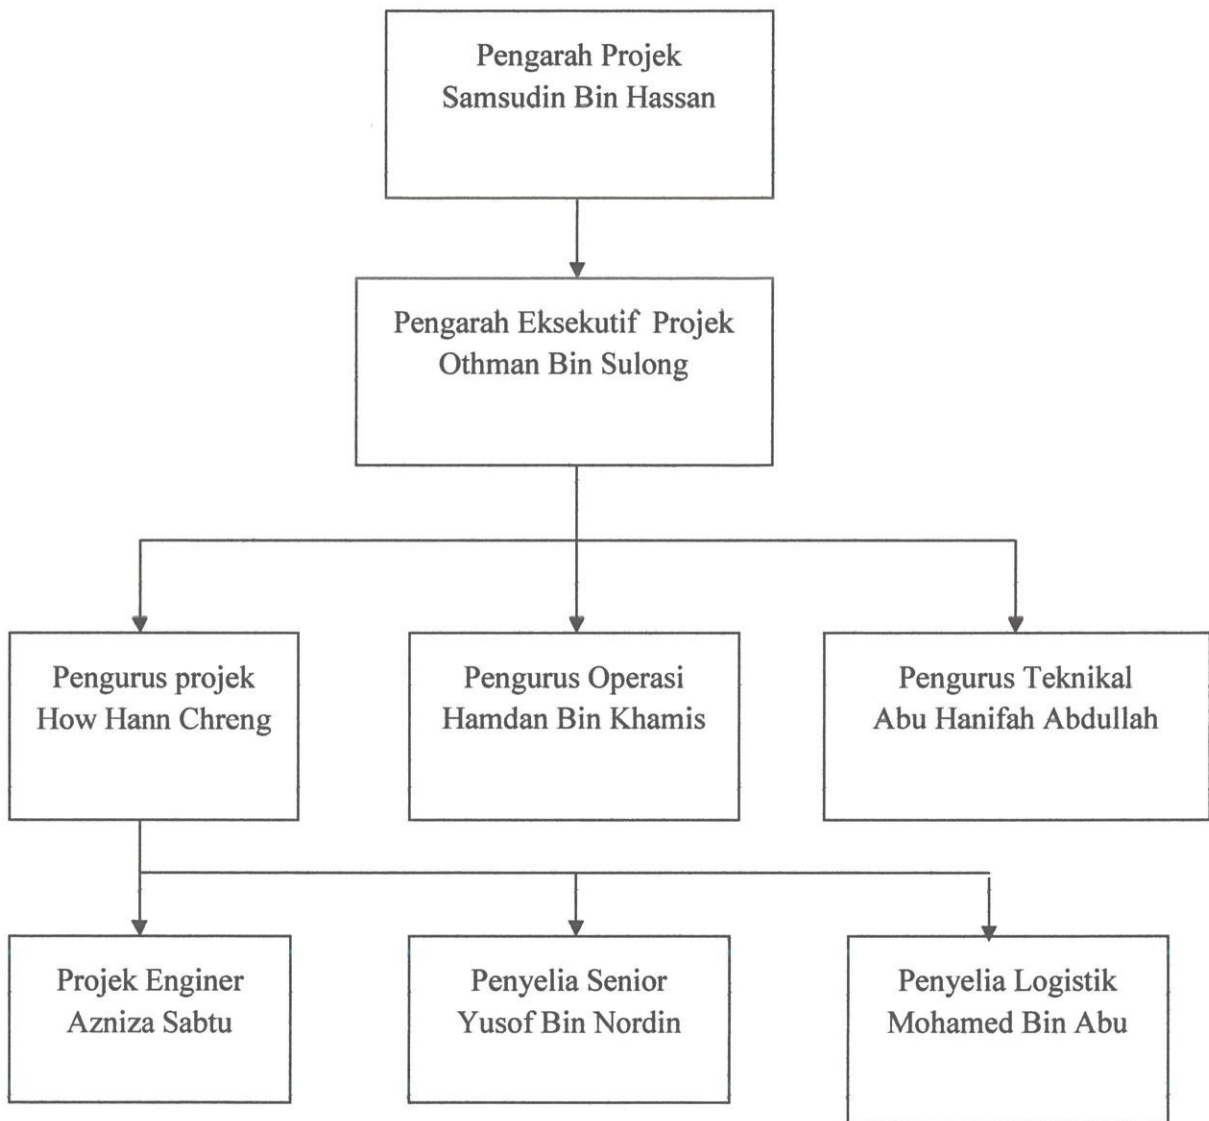 Pengarah Projek
Samsudin Bin Hassan
Pengarah Eksekutif Projek
Othman Bin Sulong
Pengurus projek
How Hann Chreng
Pengurus Operasi
Hamdan Bin Khamis
Pengurus Teknikal
Abu Hanifah Abdullah
Projek Enginer
Azniza Sabtu
Penyelia Senior
Yusof Bin Nordin
Penyelia Logistik
Mohamed Bin Abu